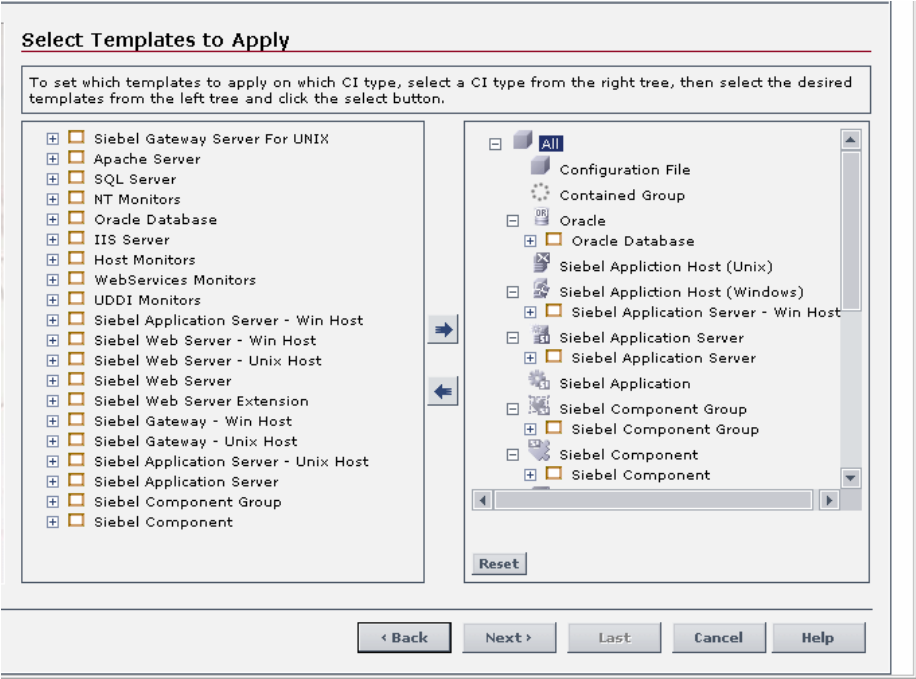 Select Templates to Apply
To set which templates to apply on which CI type, select a CI type from the right tree, then select the desired
templates from the left tree and click the select button.
Siebel Gateway Server For UNIX
Apache Server
SQL Server
NT Monitors
Oracle Database
IIS Server
Host Monitors
WebServices Monitors
UDDI Monitors
Siebel Application Server - Win Host
Siebel Web Server - Win Host
Siebel Web Server - Unix Host
Siebel Web Server
Siebel Web Server Extension
Siebel Gateway - Win Host
Siebel Gateway - Unix Host
Siebel Application Server - Unix Host
Siebel Application Server
Siebel Component Group
Siebel Component
All
Configuration File
Contained Group
Oracle
Oracle Database
Siebel Appliction Host (Unix)
Siebel Appliction Host (Windows)
Siebel Application Server - Win Host
Siebel Application Server
Siebel Application Server
Siebel Application
Siebel Component Group
Siebel Component Group
Siebel Component
Siebel Component
Reset
‹ Back
Next ›
Last
Cancel
Help